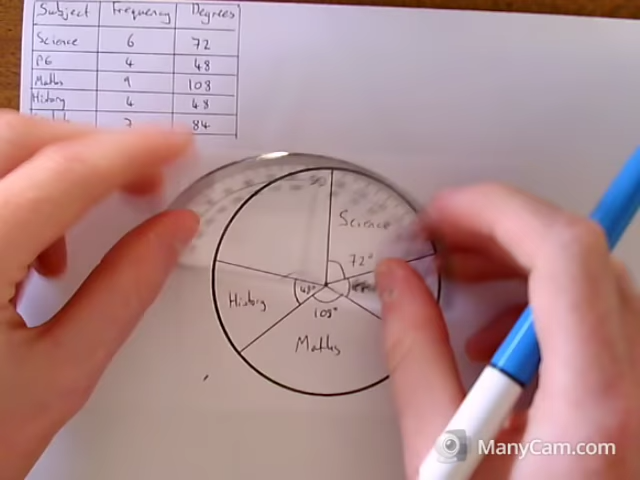 Subject Frequency Degrees
Science 6 72
PE 4 48
Maths 9 108
History 4 48
7 84
90
Science
72°
History 48°
108°
Maths
ManyCam.com